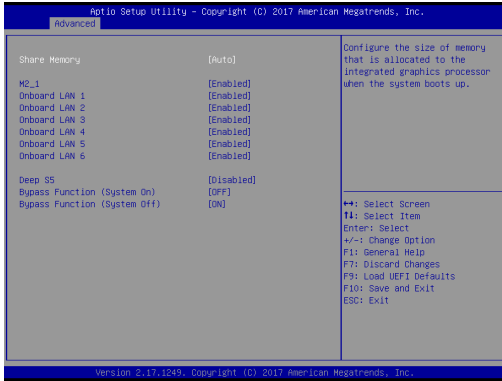 Aptio Setup Utility – Copyright (C) 2017 American Megatrends, Inc.
Advanced
Share Memory [Auto]
M2_1 [Enabled]
Onboard LAN 1 [Enabled]
Onboard LAN 2 [Enabled]
Onboard LAN 3 [Enabled]
Onboard LAN 4 [Enabled]
Onboard LAN 5 [Enabled]
Onboard LAN 6 [Enabled]
Deep S5 [Disabled]
Bypass Function (System On) [OFF]
Bypass Function (System Off) [ON]
Configure the size of memory
that is allocated to the
integrated graphics processor
when the system boots up.
↔: Select Screen
↑↓: Select Item
Enter: Select
+/-: Change Option
F1: General Help
F7: Discard Changes
F9: Load UEFI Defaults
F10: Save and Exit
ESC: Exit
Version 2.17.1249. Copyright (C) 2017 American Megatrends, Inc.